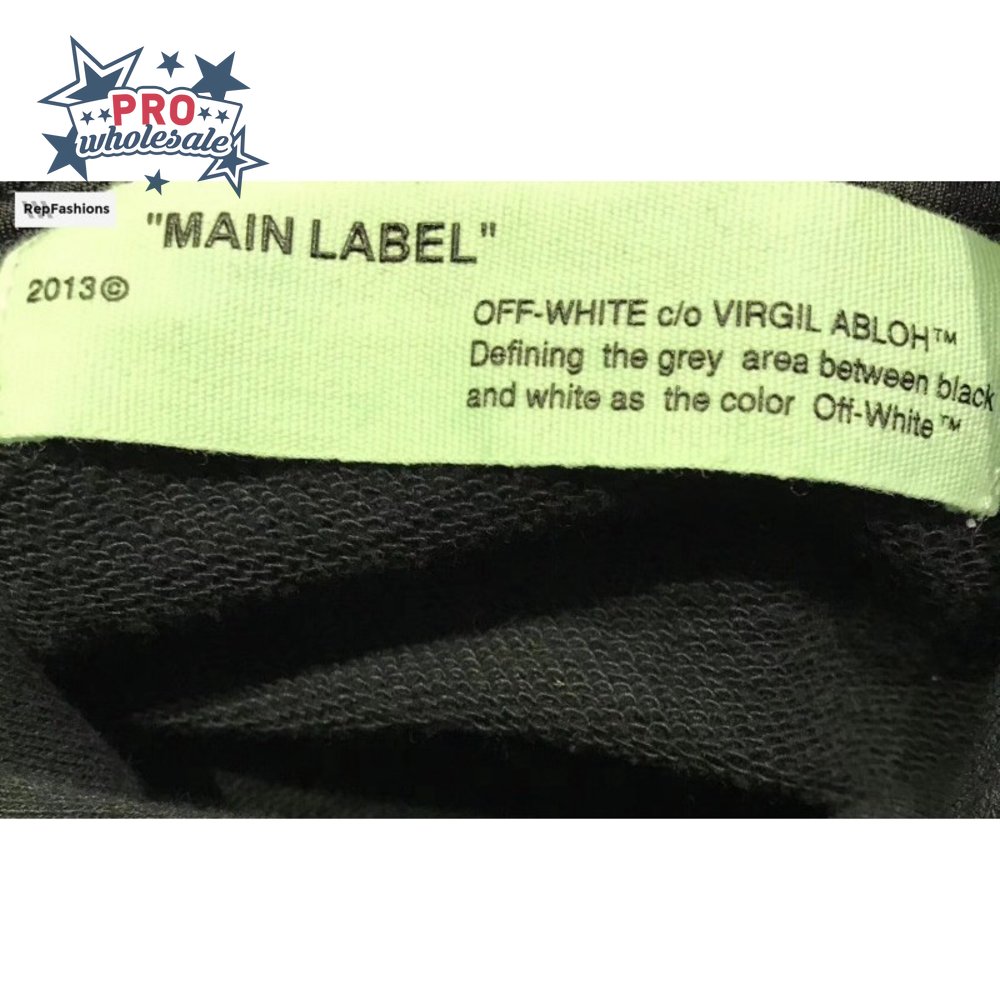 PRO
wholesale
RepFashions
"MAIN LABEL"
2013©
OFF-WHITE c/o VIRGIL ABLOH™
Defining the grey area between black
and white as the color Off-White™